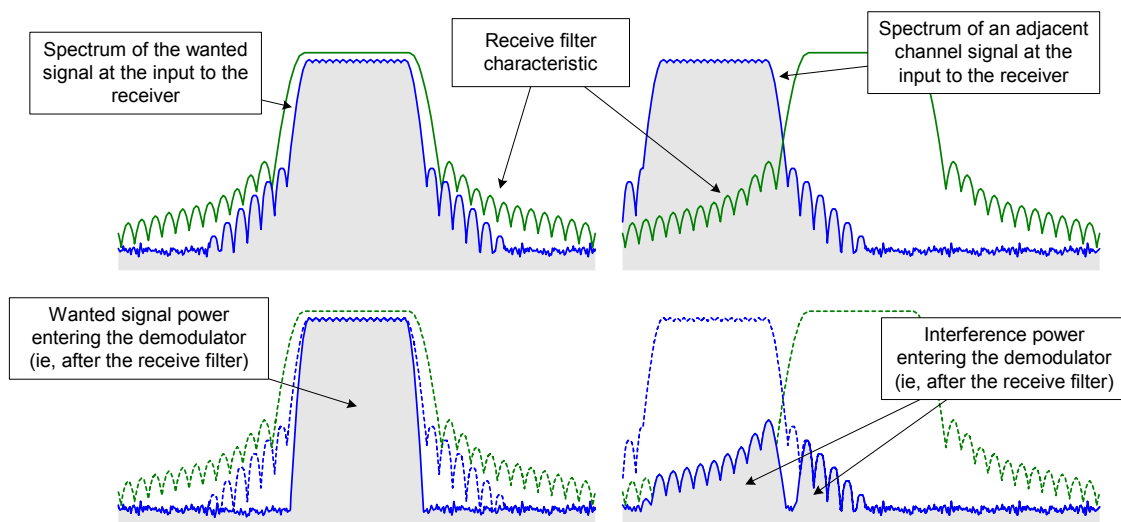 Spectrum of the wanted
signal at the input to the
receiver
Receive filter
characteristic
Spectrum of an adjacent
channel signal at the
input to the receiver
Wanted signal power
entering the demodulator
(ie, after the receive filter)
Interference power
entering the demodulator
(ie, after the receive filter)